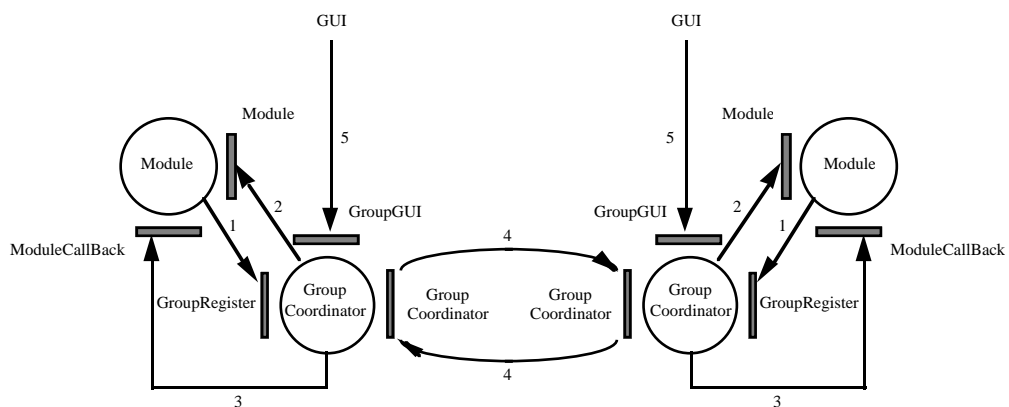 GUI
GUI
Module
Module
5
5
Module
Module
2
2
1
1
GroupGUI
GroupGUI
4
ModuleCallBack
ModuleCallBack
GroupRegister
Group
Coordinator
Group
Coordinator
Group
Coordinator
Group
Coordinator
GroupRegister
4
3
3